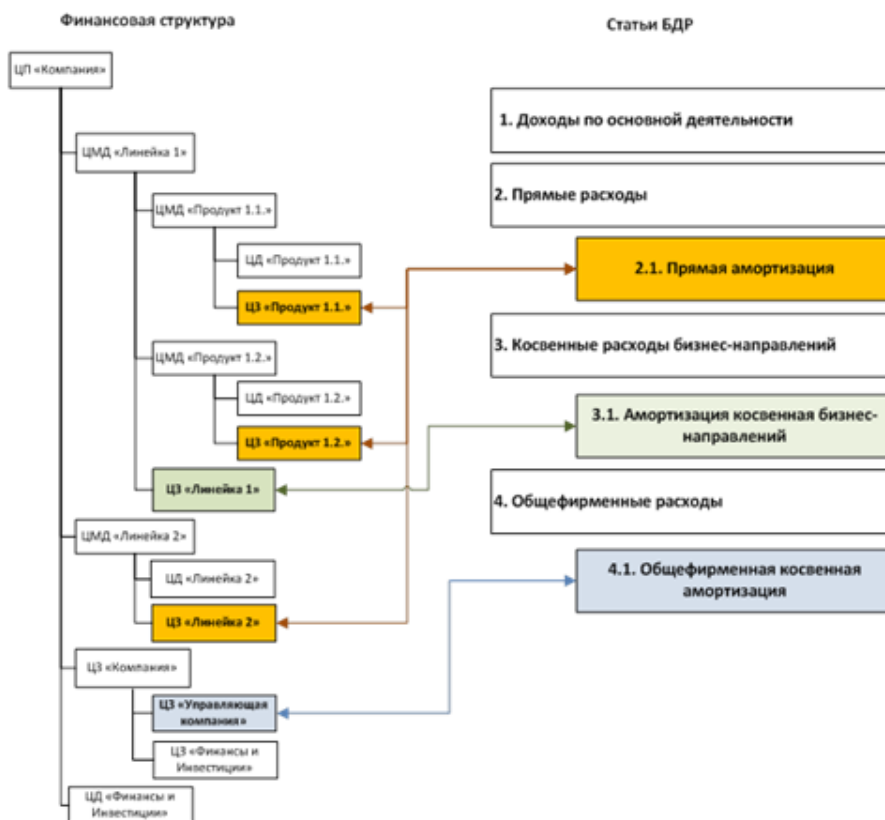 Финансовая структура
Статьи БДР
ЦП «Компания»
ЦМД «Линейка 1»
ЦМД «Продукт 1.1.»
ЦД «Продукт 1.1.»
ЦЗ «Продукт 1.1.»
ЦМД «Продукт 1.2.»
ЦД «Продукт 1.2.»
ЦЗ «Продукт 1.2.»
ЦЗ «Линейка 1»
ЦМД «Линейка 2»
ЦД «Линейка 2»
ЦЗ «Линейка 2»
ЦЗ «Компания»
ЦЗ «Управляющая
компания»
ЦЗ «Финансы и
Инвестиции»
ЦД «Финансы и
Инвестиции»
1. Доходы по основной деятельности
2. Прямые расходы
2.1. Прямая амортизация
3. Косвенные расходы бизнес-направлений
3.1. Амортизация косвенная бизнес-
направлений
4. Общефирменные расходы
4.1. Общефирменная косвенная
амортизация